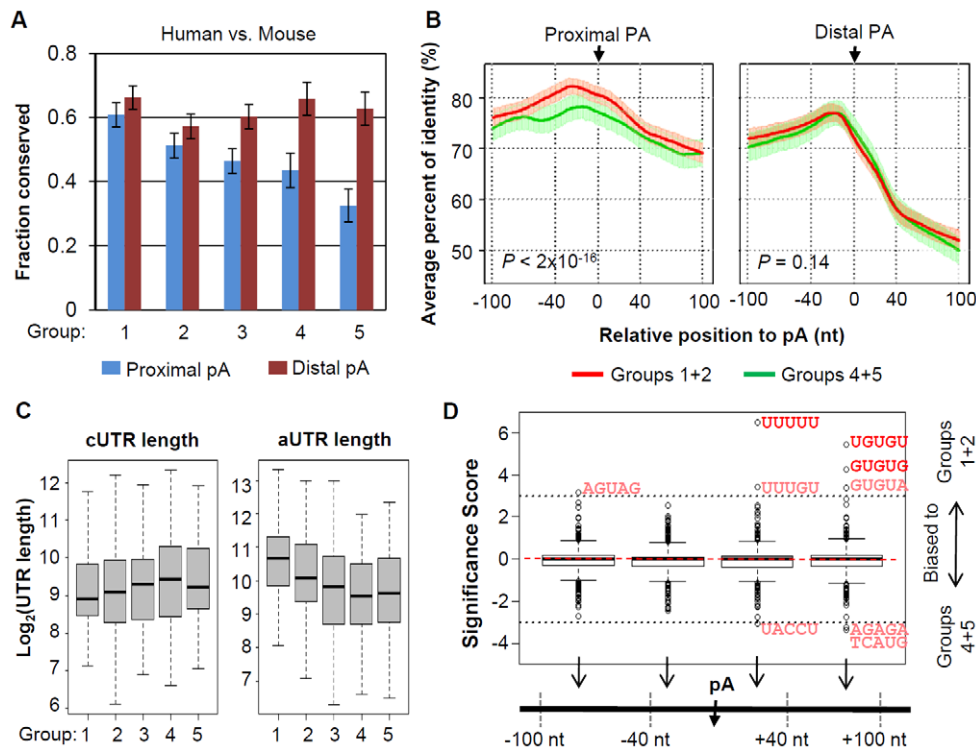 A
Human vs. Mouse
Fraction conserved
0.8
0.6
0.4
0.2
0
Group: 1 2 3 4 5
Proximal pA Distal pA
B
Proximal PA Distal PA
Average percent of identity (%)
80
70
60
50
P < 2x10-16
P = 0.14
-100 -40 0 40 100 -100 -40 0 40 100
Relative position to pA (nt)
Groups 1+2 Groups 4+5
C
cUTR length aUTR length
Log2(UTR length)
12
11
10
9
8
7
6
13
12
11
10
9
8
7
Group: 1 2 3 4 5 1 2 3 4 5
D
Significance Score
6
4
2
0
-2
-4
UUUUU
UGUGU
GUGUG
AGUAG
UUUGU
GUGUA
UACCU
AGAGA
TCAUG
Groups
1+2
Biased to
Groups
4+5
pA
-100 nt -40 nt +40 nt +100 nt